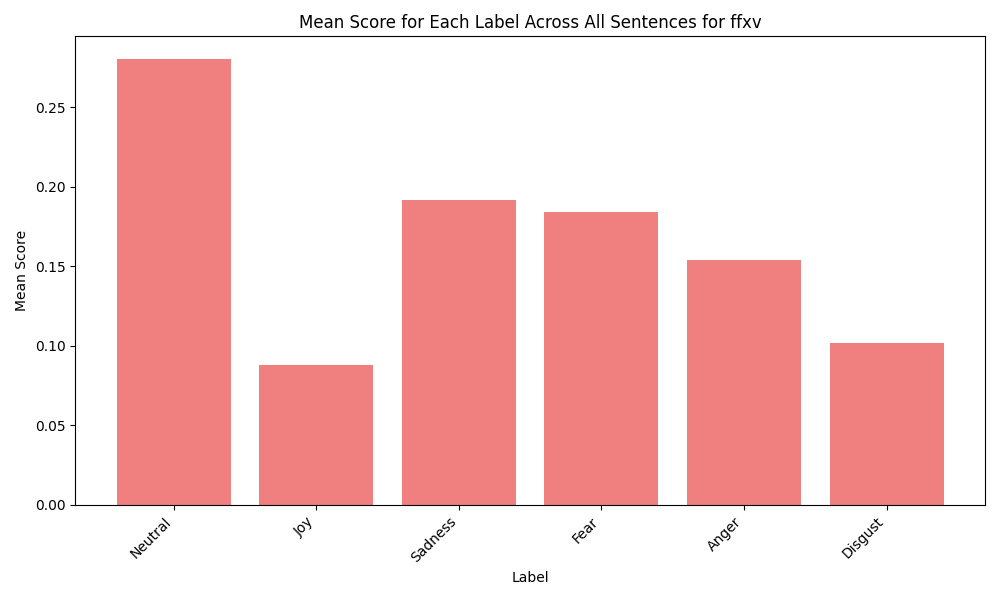 Mean Score for Each Label Across All Sentences for ffxv
Mean Score
0.25
0.20
0.15
0.10
0.05
0.00
Neutral
Joy
Sadness
Fear
Anger
Disgust
Label